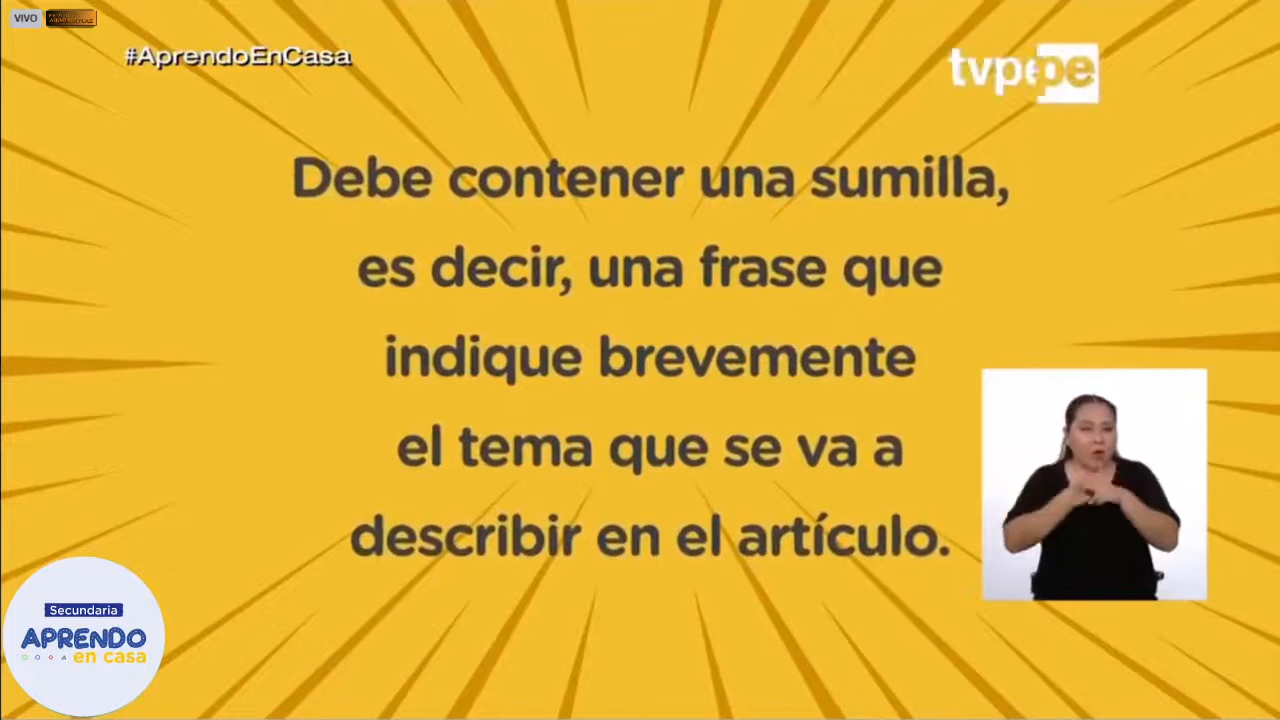 VIVO
#AprendoEnCasa
tvpe pe
Debe contener una sumilla,
es decir, una frase que
indique brevemente
el tema que se va a
describir en el artículo.
Secundaria
APRENDO
en casa